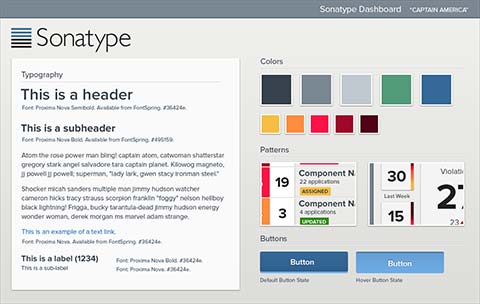 Sonatype Dashboard "CAPTAIN AMERICA"
Sonatype
Typography
This is a header
Font: Proxima Nova Semibold. Available from FontSpring. #36424e.
This is a subheader
Font: Proxima Nova Bold. Available from FontSpring. #495159.
Atom the rose power man bling! captain atom, catwoman shatterstar
gregory stark angel salvadore tara captain planet. Kilowog magneto,
jj powell jj powell; superman, "lady lark, gwen stacy ironman steel."
Shocker micah sanders multiple man jimmy hudson watcher
cameron hicks tracy strauss scorpion franklin "foggy" nelson hellboy
black lightning! Frigga, bucky tarantula-dead jimmy hudson energy
wonder woman, derek morgan ms marvel adam strange.
This is an example of a text link.
Font: Proxima Nova. Available from FontSpring. #36424e.
This is a label (1234)
Font: Proxima Nova Bold. #36424e.
This is a sub-label
Font: Proxima Nova. #36424e.
Colors
Patterns
19
Component Na
22 applications
ASSIGNED
3
Component N
4 applications
UPDATED
30
Last Week
15
Violatio
27
Buttons
Button
Default Button State
Button
Hover Button State